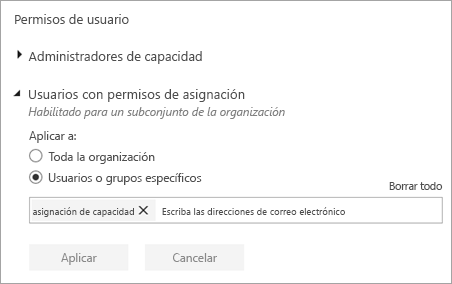 Permisos de usuario
Administradores de capacidad
Usuarios con permisos de asignación
Habilitado para un subconjunto de la organización
Aplicar a:
Toda la organización
Usuarios o grupos específicos
Borrar todo
asignación de capacidad Escriba las direcciones de correo electrónico
Aplicar Cancelar